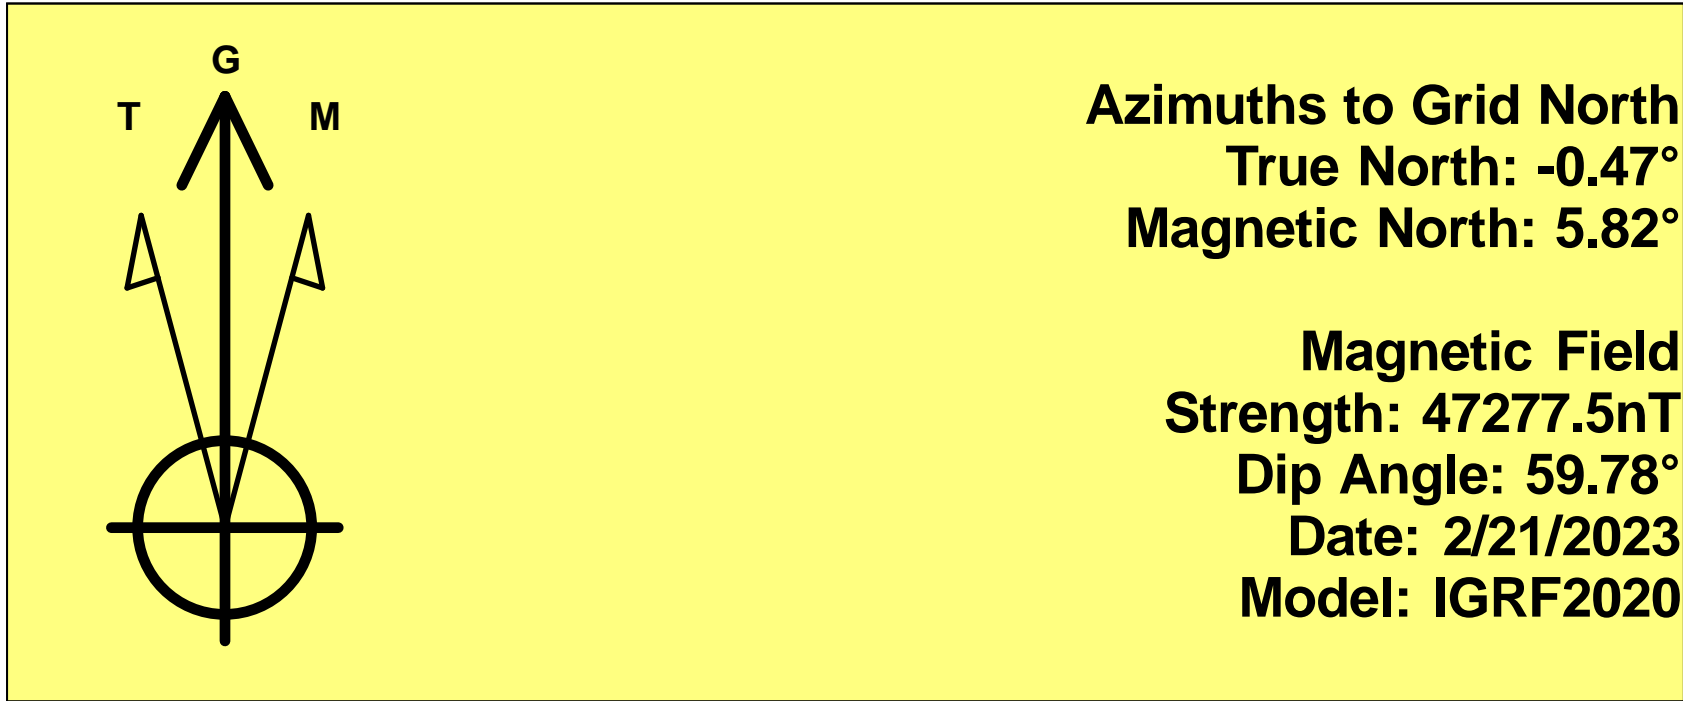 G
T M
Azimuths to Grid North
True North: -0.47°
Magnetic North: 5.82°
Magnetic Field
Strength: 47277.5nT
Dip Angle: 59.78°
Date: 2/21/2023
Model: IGRF2020